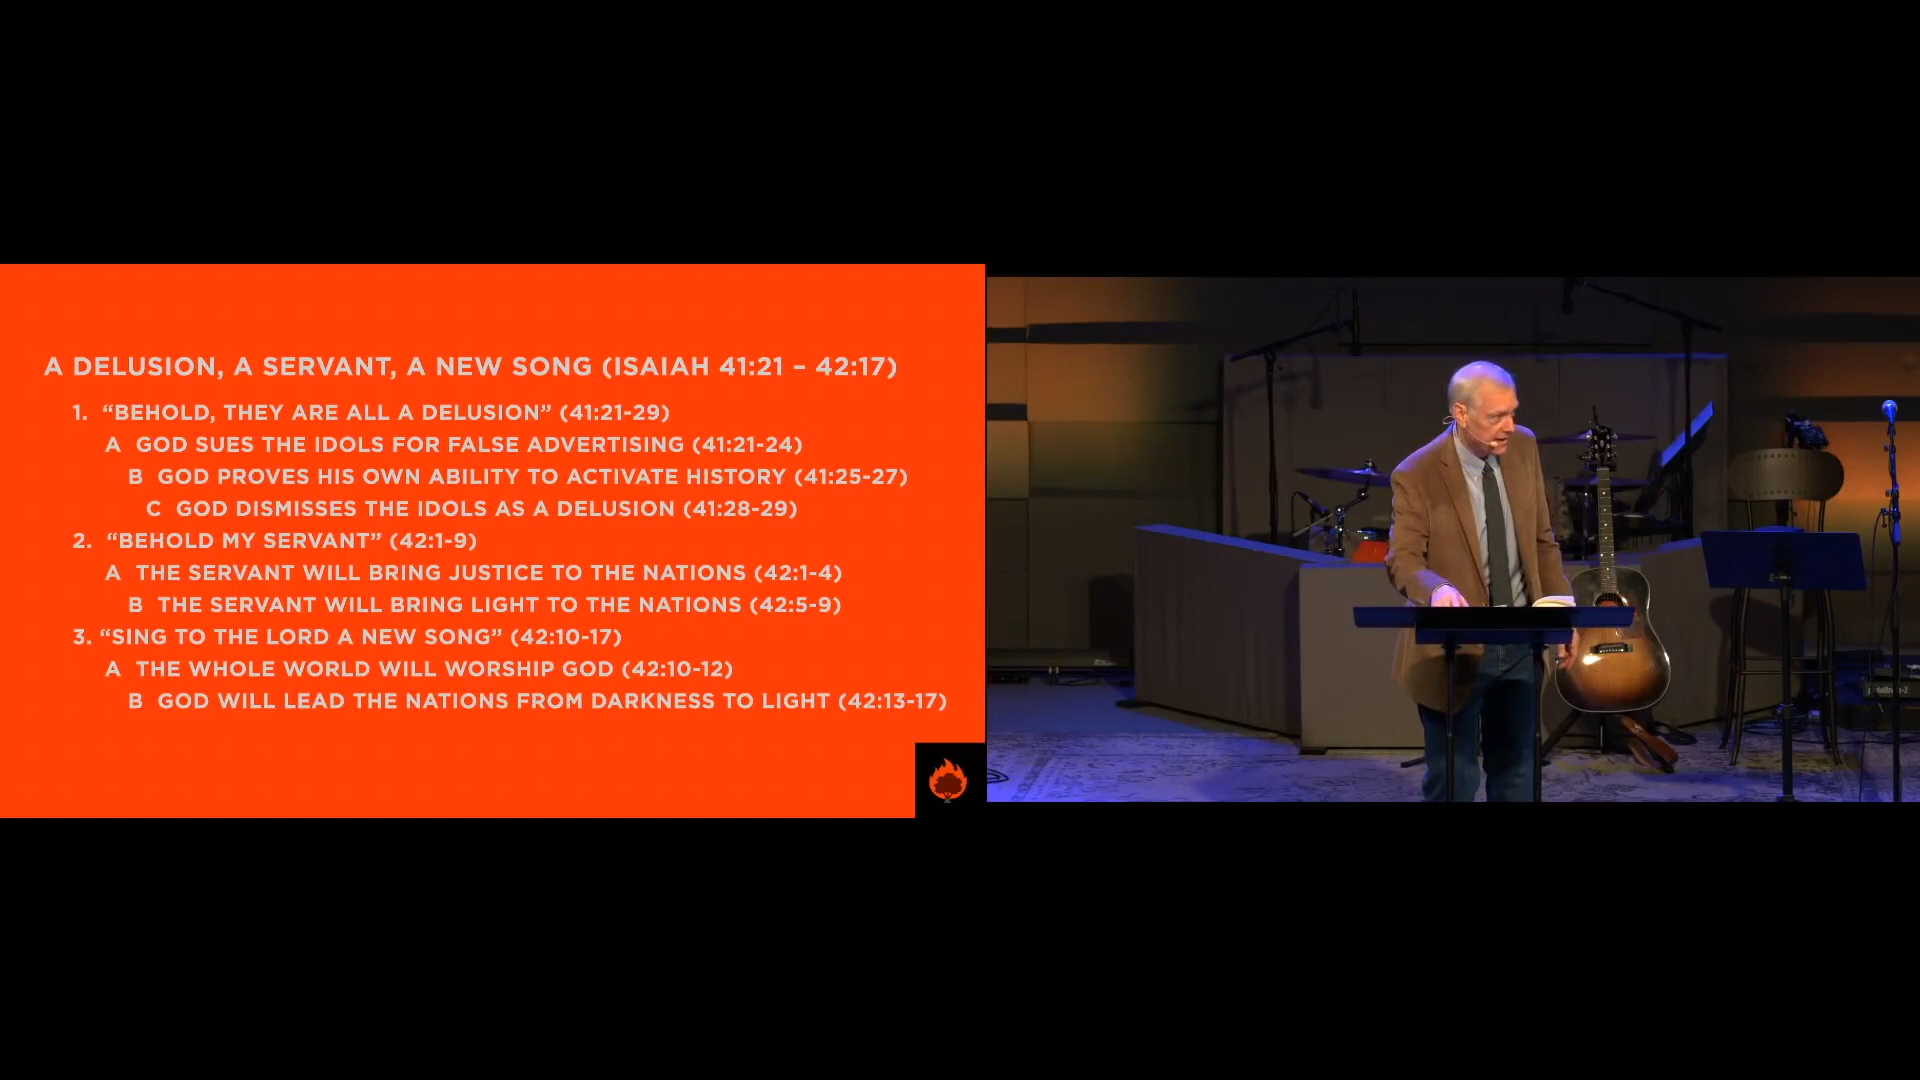 A DELUSION, A SERVANT, A NEW SONG (ISAIAH 41:21 – 42:17)
1. “BEHOLD, THEY ARE ALL A DELUSION” (41:21-29)
A GOD SUES THE IDOLS FOR FALSE ADVERTISING (41:21-24)
B GOD PROVES HIS OWN ABILITY TO ACTIVATE HISTORY (41:25-27)
C GOD DISMISSES THE IDOLS AS A DELUSION (41:28-29)
2. “BEHOLD MY SERVANT” (42:1-9)
A THE SERVANT WILL BRING JUSTICE TO THE NATIONS (42:1-4)
B THE SERVANT WILL BRING LIGHT TO THE NATIONS (42:5-9)
3. “SING TO THE LORD A NEW SONG” (42:10-17)
A THE WHOLE WORLD WILL WORSHIP GOD (42:10-12)
B GOD WILL LEAD THE NATIONS FROM DARKNESS TO LIGHT (42:13-17)